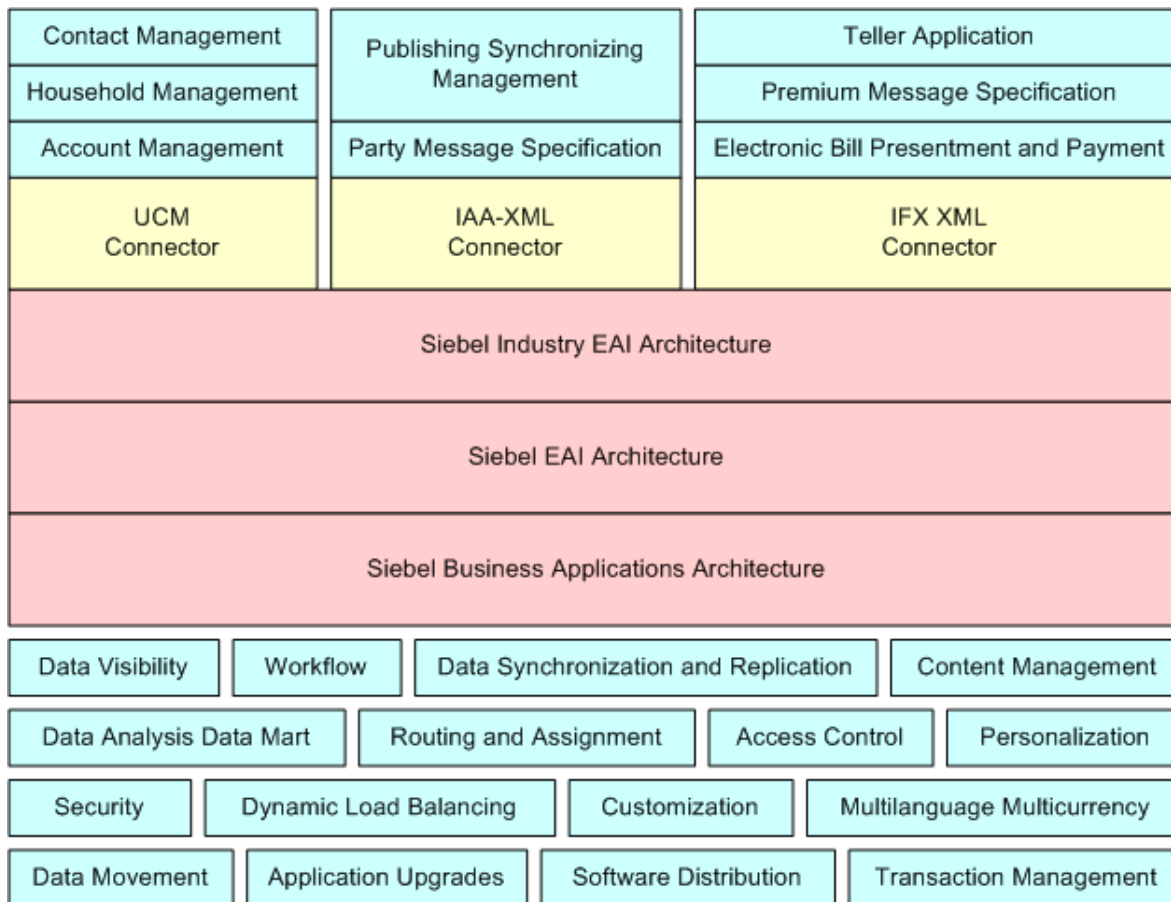 Contact Management
Household Management
Account Management
Publishing Synchronizing
Management
Party Message Specification
Teller Application
Premium Message Specification
Electronic Bill Presentment and Payment
UCM
Connector
IAA-XML
Connector
IFX XML
Connector
Siebel Industry EAI Architecture
Siebel EAI Architecture
Siebel Business Applications Architecture
Data Visibility
Workflow
Data Synchronization and Replication
Content Management
Data Analysis Data Mart
Routing and Assignment
Access Control
Personalization
Security
Dynamic Load Balancing
Customization
Multilanguage Multicurrency
Data Movement
Application Upgrades
Software Distribution
Transaction Management